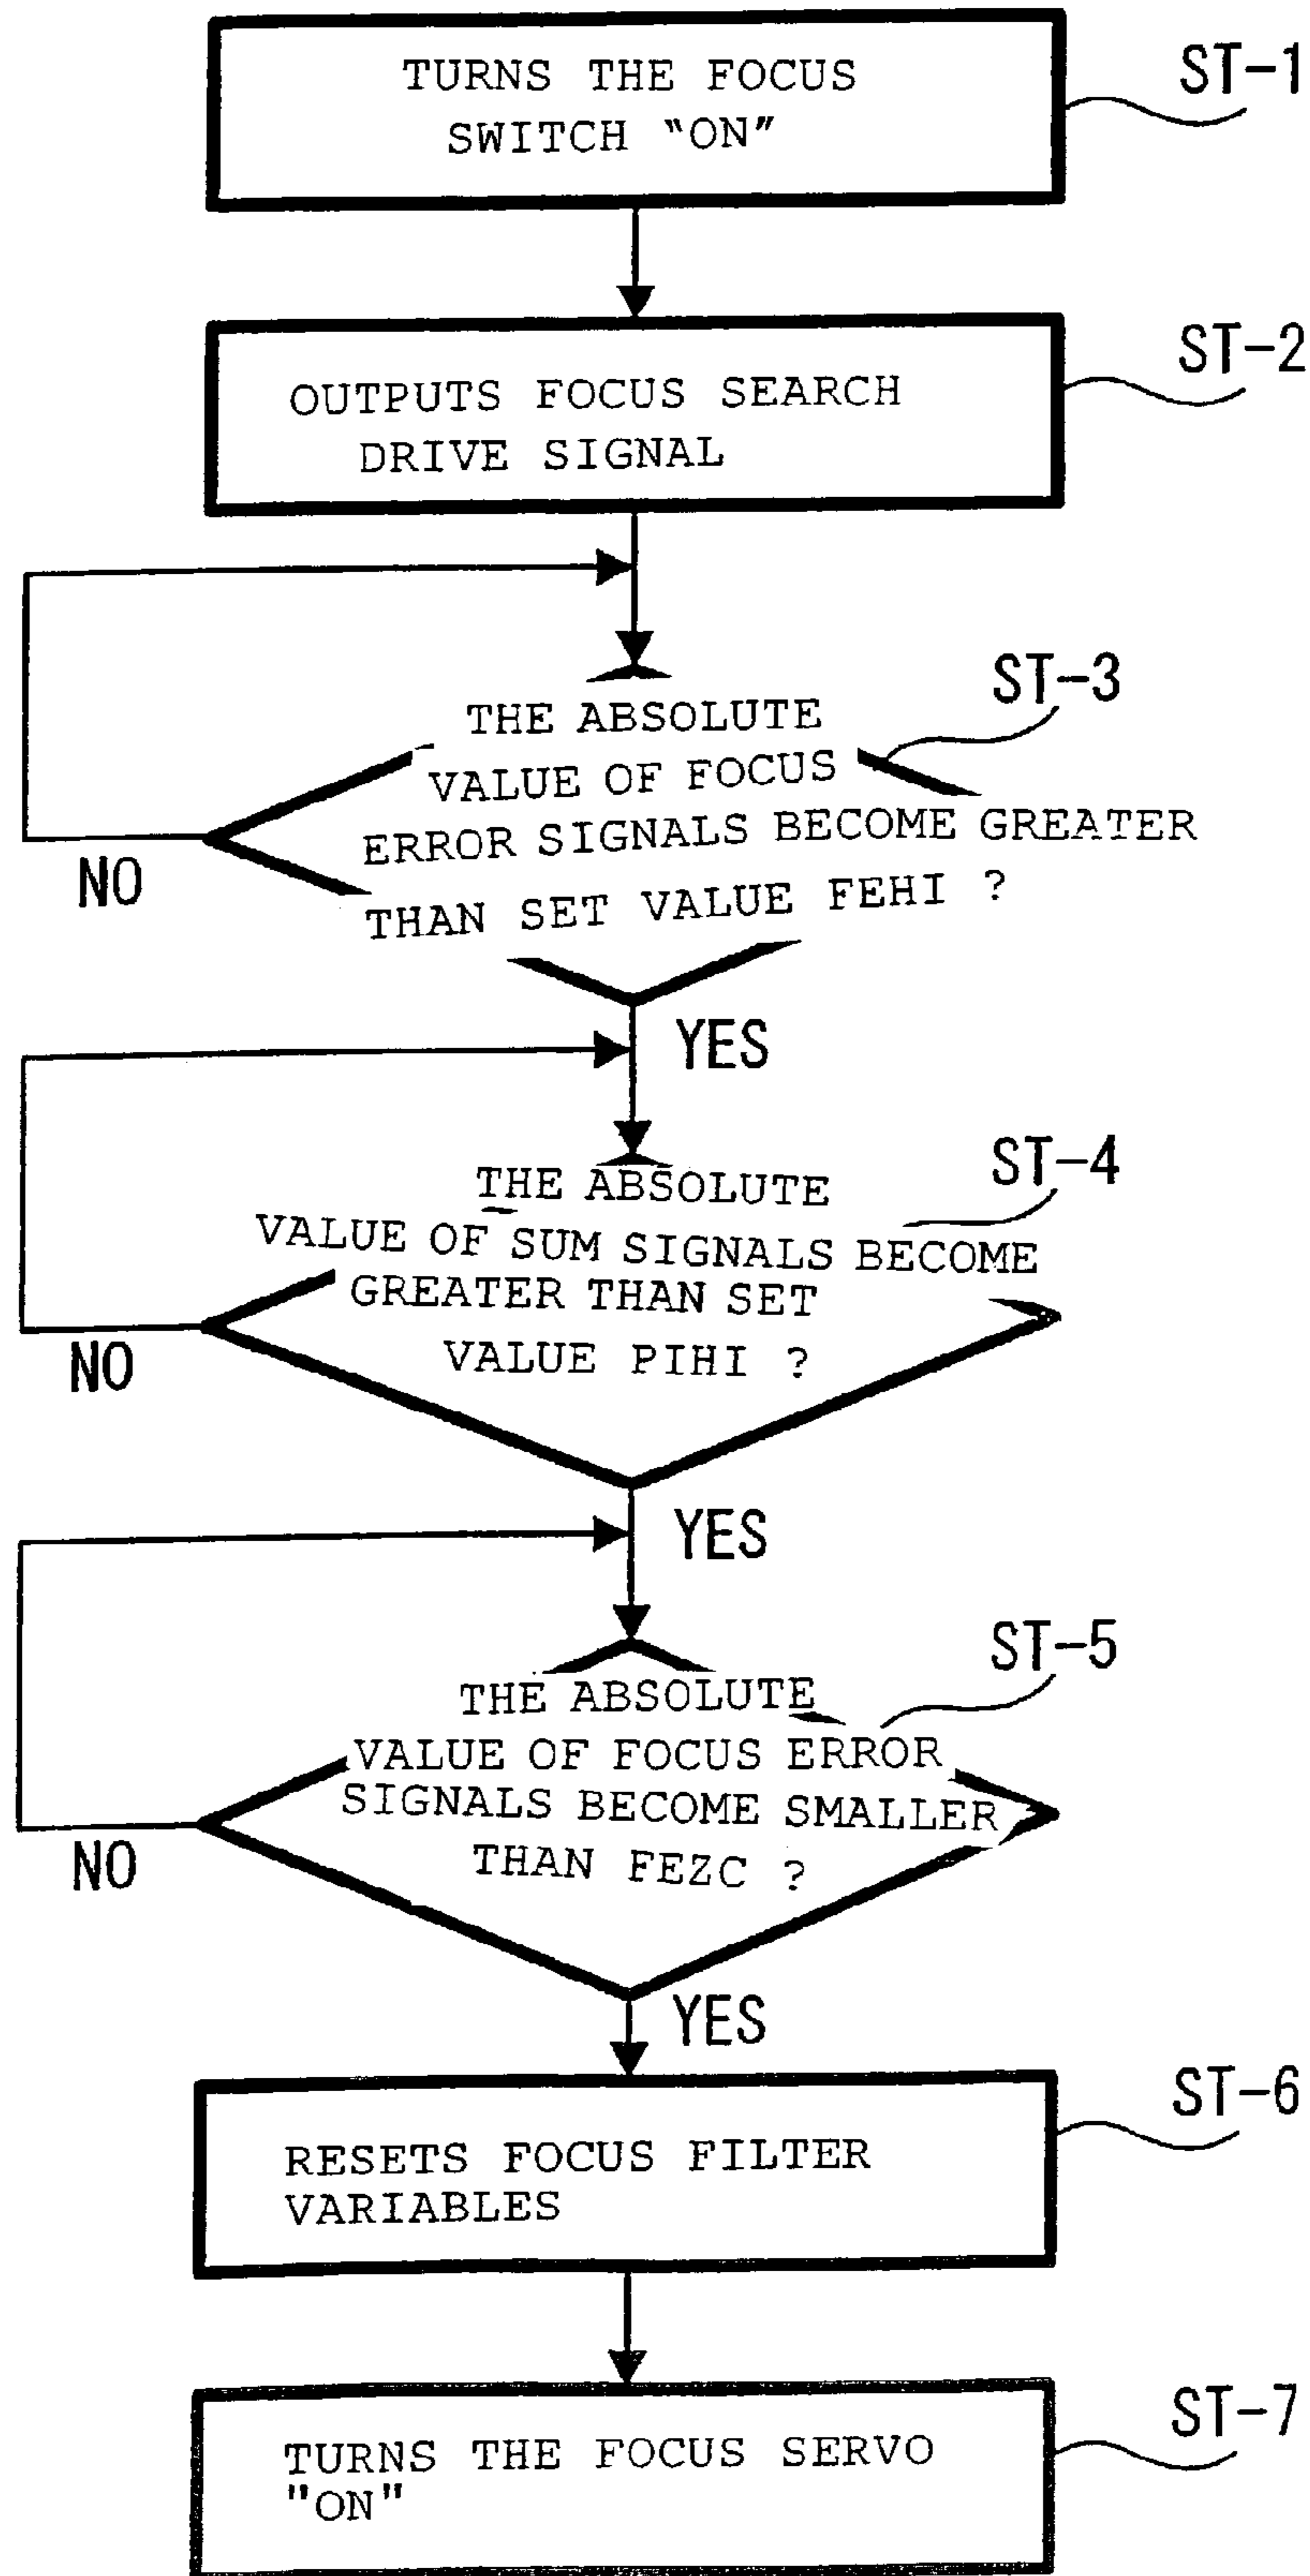 TURNS THE FOCUS
SWITCH “ON”
ST-1
OUTPUTS FOCUS SEARCH
DRIVE SIGNAL
ST-2
THE ABSOLUTE
VALUE OF FOCUS
ERROR SIGNALS BECOME GREATER
THAN SET VALUE FEHI ?
ST-3
NO
YES
THE ABSOLUTE
VALUE OF SUM SIGNALS BECOME
GREATER THAN SET
VALUE PIHI ?
ST-4
NO
YES
THE ABSOLUTE
VALUE OF FOCUS ERROR
SIGNALS BECOME SMALLER
THAN FEZC ?
ST-5
NO
YES
RESETS FOCUS FILTER
VARIABLES
ST-6
TURNS THE FOCUS SERVO
"ON"
ST-7